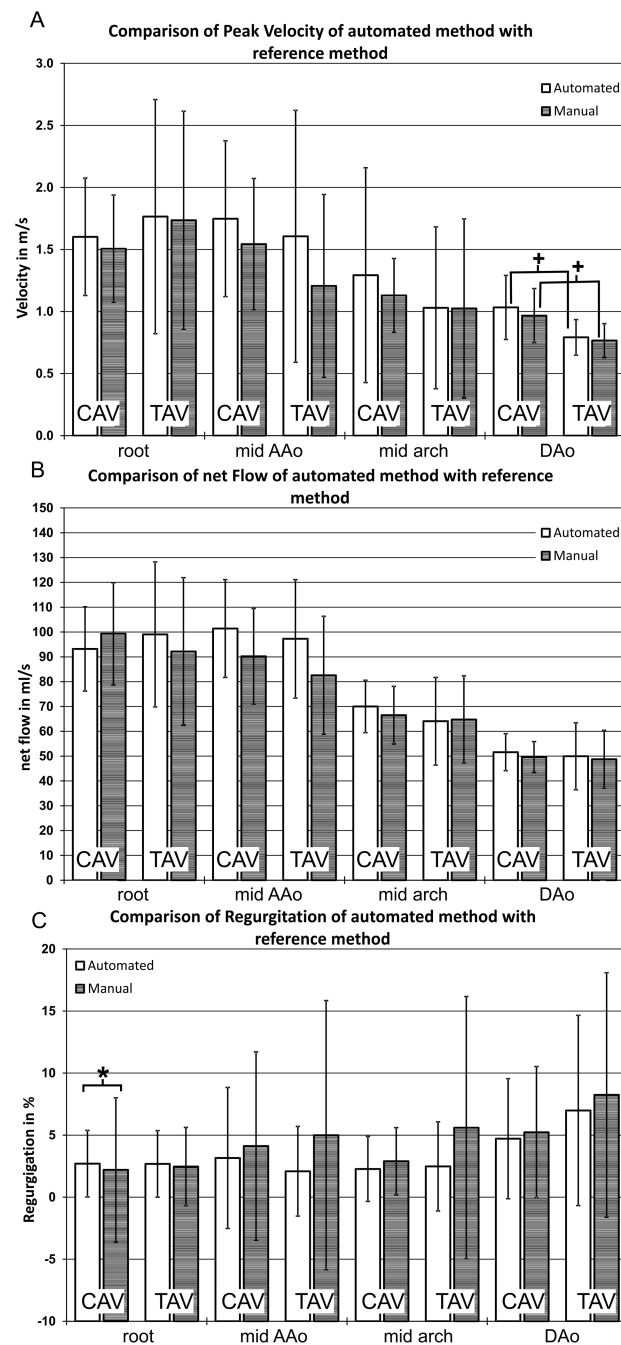 A
Comparison of Peak Velocity of automated method with
reference method
3.0
2.5
2.0
1.5
1.0
0.5
0.0
Velocity in m/s
Automated
Manual
+
+
CAV TAV CAV TAV CAV TAV CAV TAV
root mid AAo mid arch DAo
B
Comparison of net Flow of automated method with reference
method
150
140
130
120
110
100
90
80
70
60
50
40
30
20
10
0
net flow in ml/s
Automated
Manual
CAV TAV CAV TAV CAV TAV CAV TAV
root mid AAo mid arch DAo
C
Comparison of Regurgitation of automated method with
reference method
20
15
10
5
0
-5
-10
Regurgigation in %
Automated
Manual
*
CAV TAV CAV TAV CAV TAV CAV TAV
root mid AAo mid arch DAo